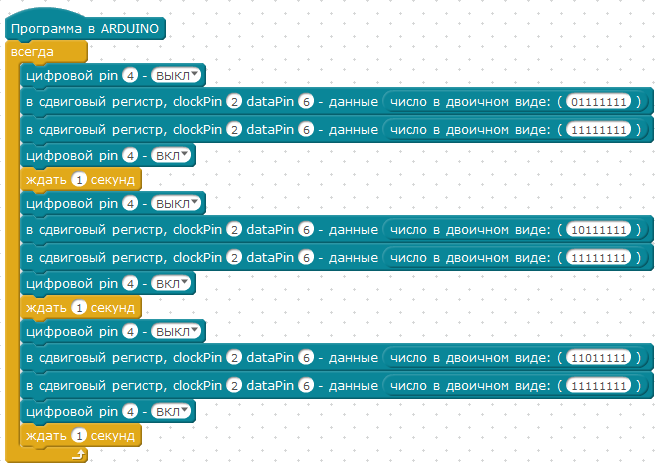 Программа в ARDUINO
всегда
цифровой pin 4 - ВЫКЛ
в сдвиговый регистр, clockPin 2 dataPin 6 - данные число в двоичном виде: ( 01111111 )
в сдвиговый регистр, clockPin 2 dataPin 6 - данные число в двоичном виде: ( 11111111 )
цифровой pin 4 - ВКЛ
ждать 1 секунд
цифровой pin 4 - ВЫКЛ
в сдвиговый регистр, clockPin 2 dataPin 6 - данные число в двоичном виде: ( 10111111 )
в сдвиговый регистр, clockPin 2 dataPin 6 - данные число в двоичном виде: ( 11111111 )
цифровой pin 4 - ВКЛ
ждать 1 секунд
цифровой pin 4 - ВЫКЛ
в сдвиговый регистр, clockPin 2 dataPin 6 - данные число в двоичном виде: ( 11011111 )
в сдвиговый регистр, clockPin 2 dataPin 6 - данные число в двоичном виде: ( 11111111 )
цифровой pin 4 - ВКЛ
ждать 1 секунд